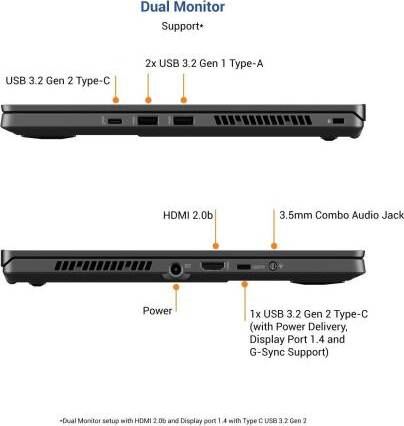 Dual Monitor
Support*
2x USB 3.2 Gen 1 Type-A
USB 3.2 Gen 2 Type-C
HDMI 2.0b
3.5mm Combo Audio Jack
Power
1x USB 3.2 Gen 2 Type-C
(with Power Delivery,
Display Port 1.4 and
G-Sync Support)
*Dual Monitor setup with HDMI 2.0b and Display port 1.4 with Type C USB 3.2 Gen 2